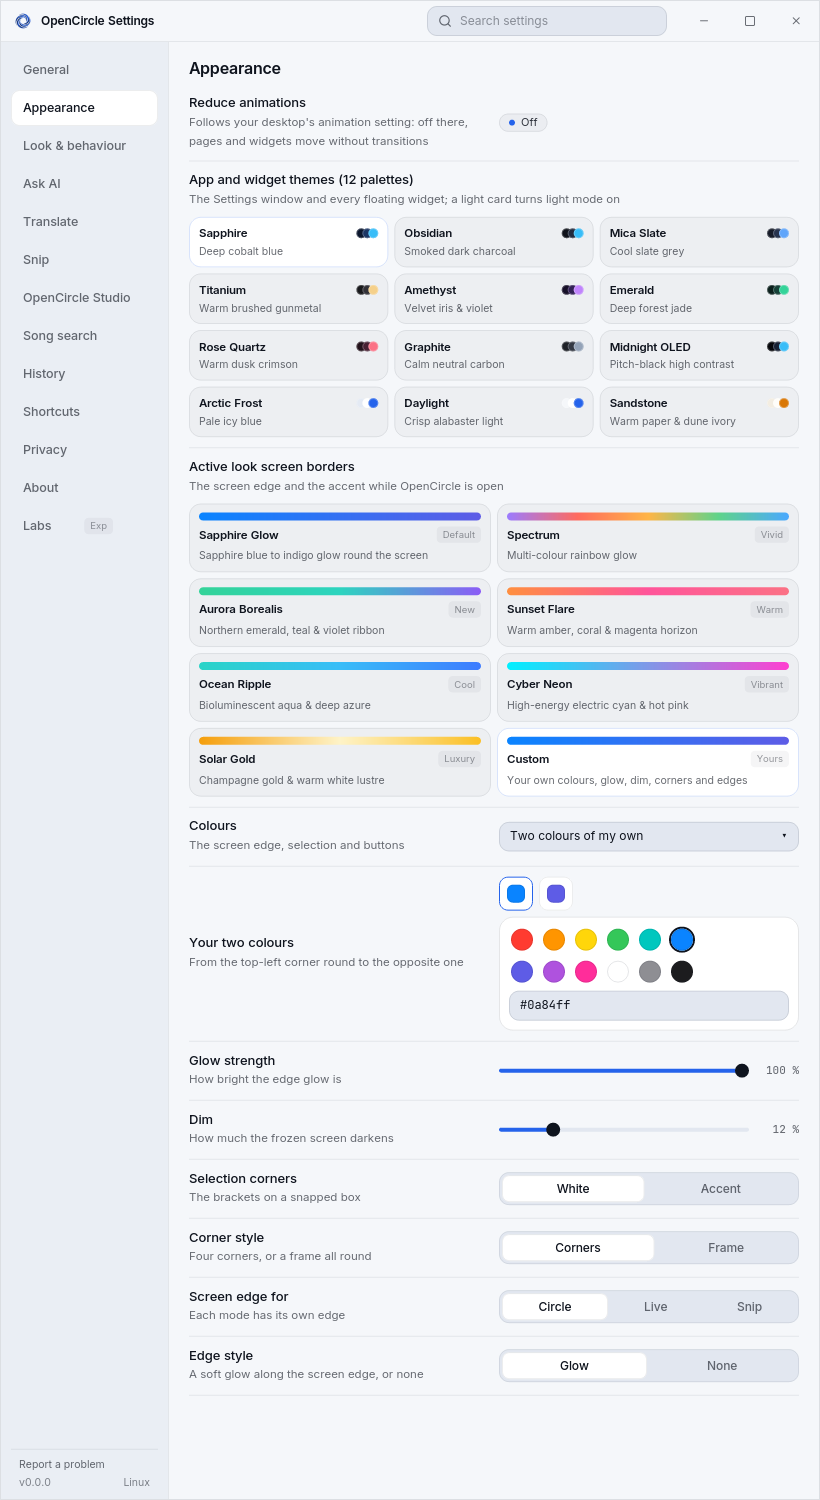 OpenCircle Settings
Search settings
General
Appearance
Look & behaviour
Ask AI
Translate
Snip
OpenCircle Studio
Song search
History
Shortcuts
Privacy
About
Labs Exp
Report a problem
v0.0.0 Linux
Appearance
Reduce animations
Follows your desktop's animation setting: off there,
pages and widgets move without transitions
Off
App and widget themes (12 palettes)
The Settings window and every floating widget; a light card turns light mode on
Sapphire
Deep cobalt blue
Obsidian
Smoked dark charcoal
Mica Slate
Cool slate grey
Titanium
Warm brushed gunmetal
Amethyst
Velvet iris & violet
Emerald
Deep forest jade
Rose Quartz
Warm dusk crimson
Graphite
Calm neutral carbon
Midnight OLED
Pitch-black high contrast
Arctic Frost
Pale icy blue
Daylight
Crisp alabaster light
Sandstone
Warm paper & dune ivory
Active look screen borders
The screen edge and the accent while OpenCircle is open
Sapphire Glow Default
Sapphire blue to indigo glow round the screen
Spectrum Vivid
Multi-colour rainbow glow
Aurora Borealis New
Northern emerald, teal & violet ribbon
Sunset Flare Warm
Warm amber, coral & magenta horizon
Ocean Ripple Cool
Bioluminescent aqua & deep azure
Cyber Neon Vibrant
High-energy electric cyan & hot pink
Solar Gold Luxury
Champagne gold & warm white lustre
Custom Yours
Your own colours, glow, dim, corners and edges
Colours
The screen edge, selection and buttons
Two colours of my own
Your two colours
From the top-left corner round to the opposite one
#0a84ff
Glow strength
How bright the edge glow is
100 %
Dim
How much the frozen screen darkens
12 %
Selection corners
The brackets on a snapped box
White Accent
Corner style
Four corners, or a frame all round
Corners Frame
Screen edge for
Each mode has its own edge
Circle Live Snip
Edge style
A soft glow along the screen edge, or none
Glow None